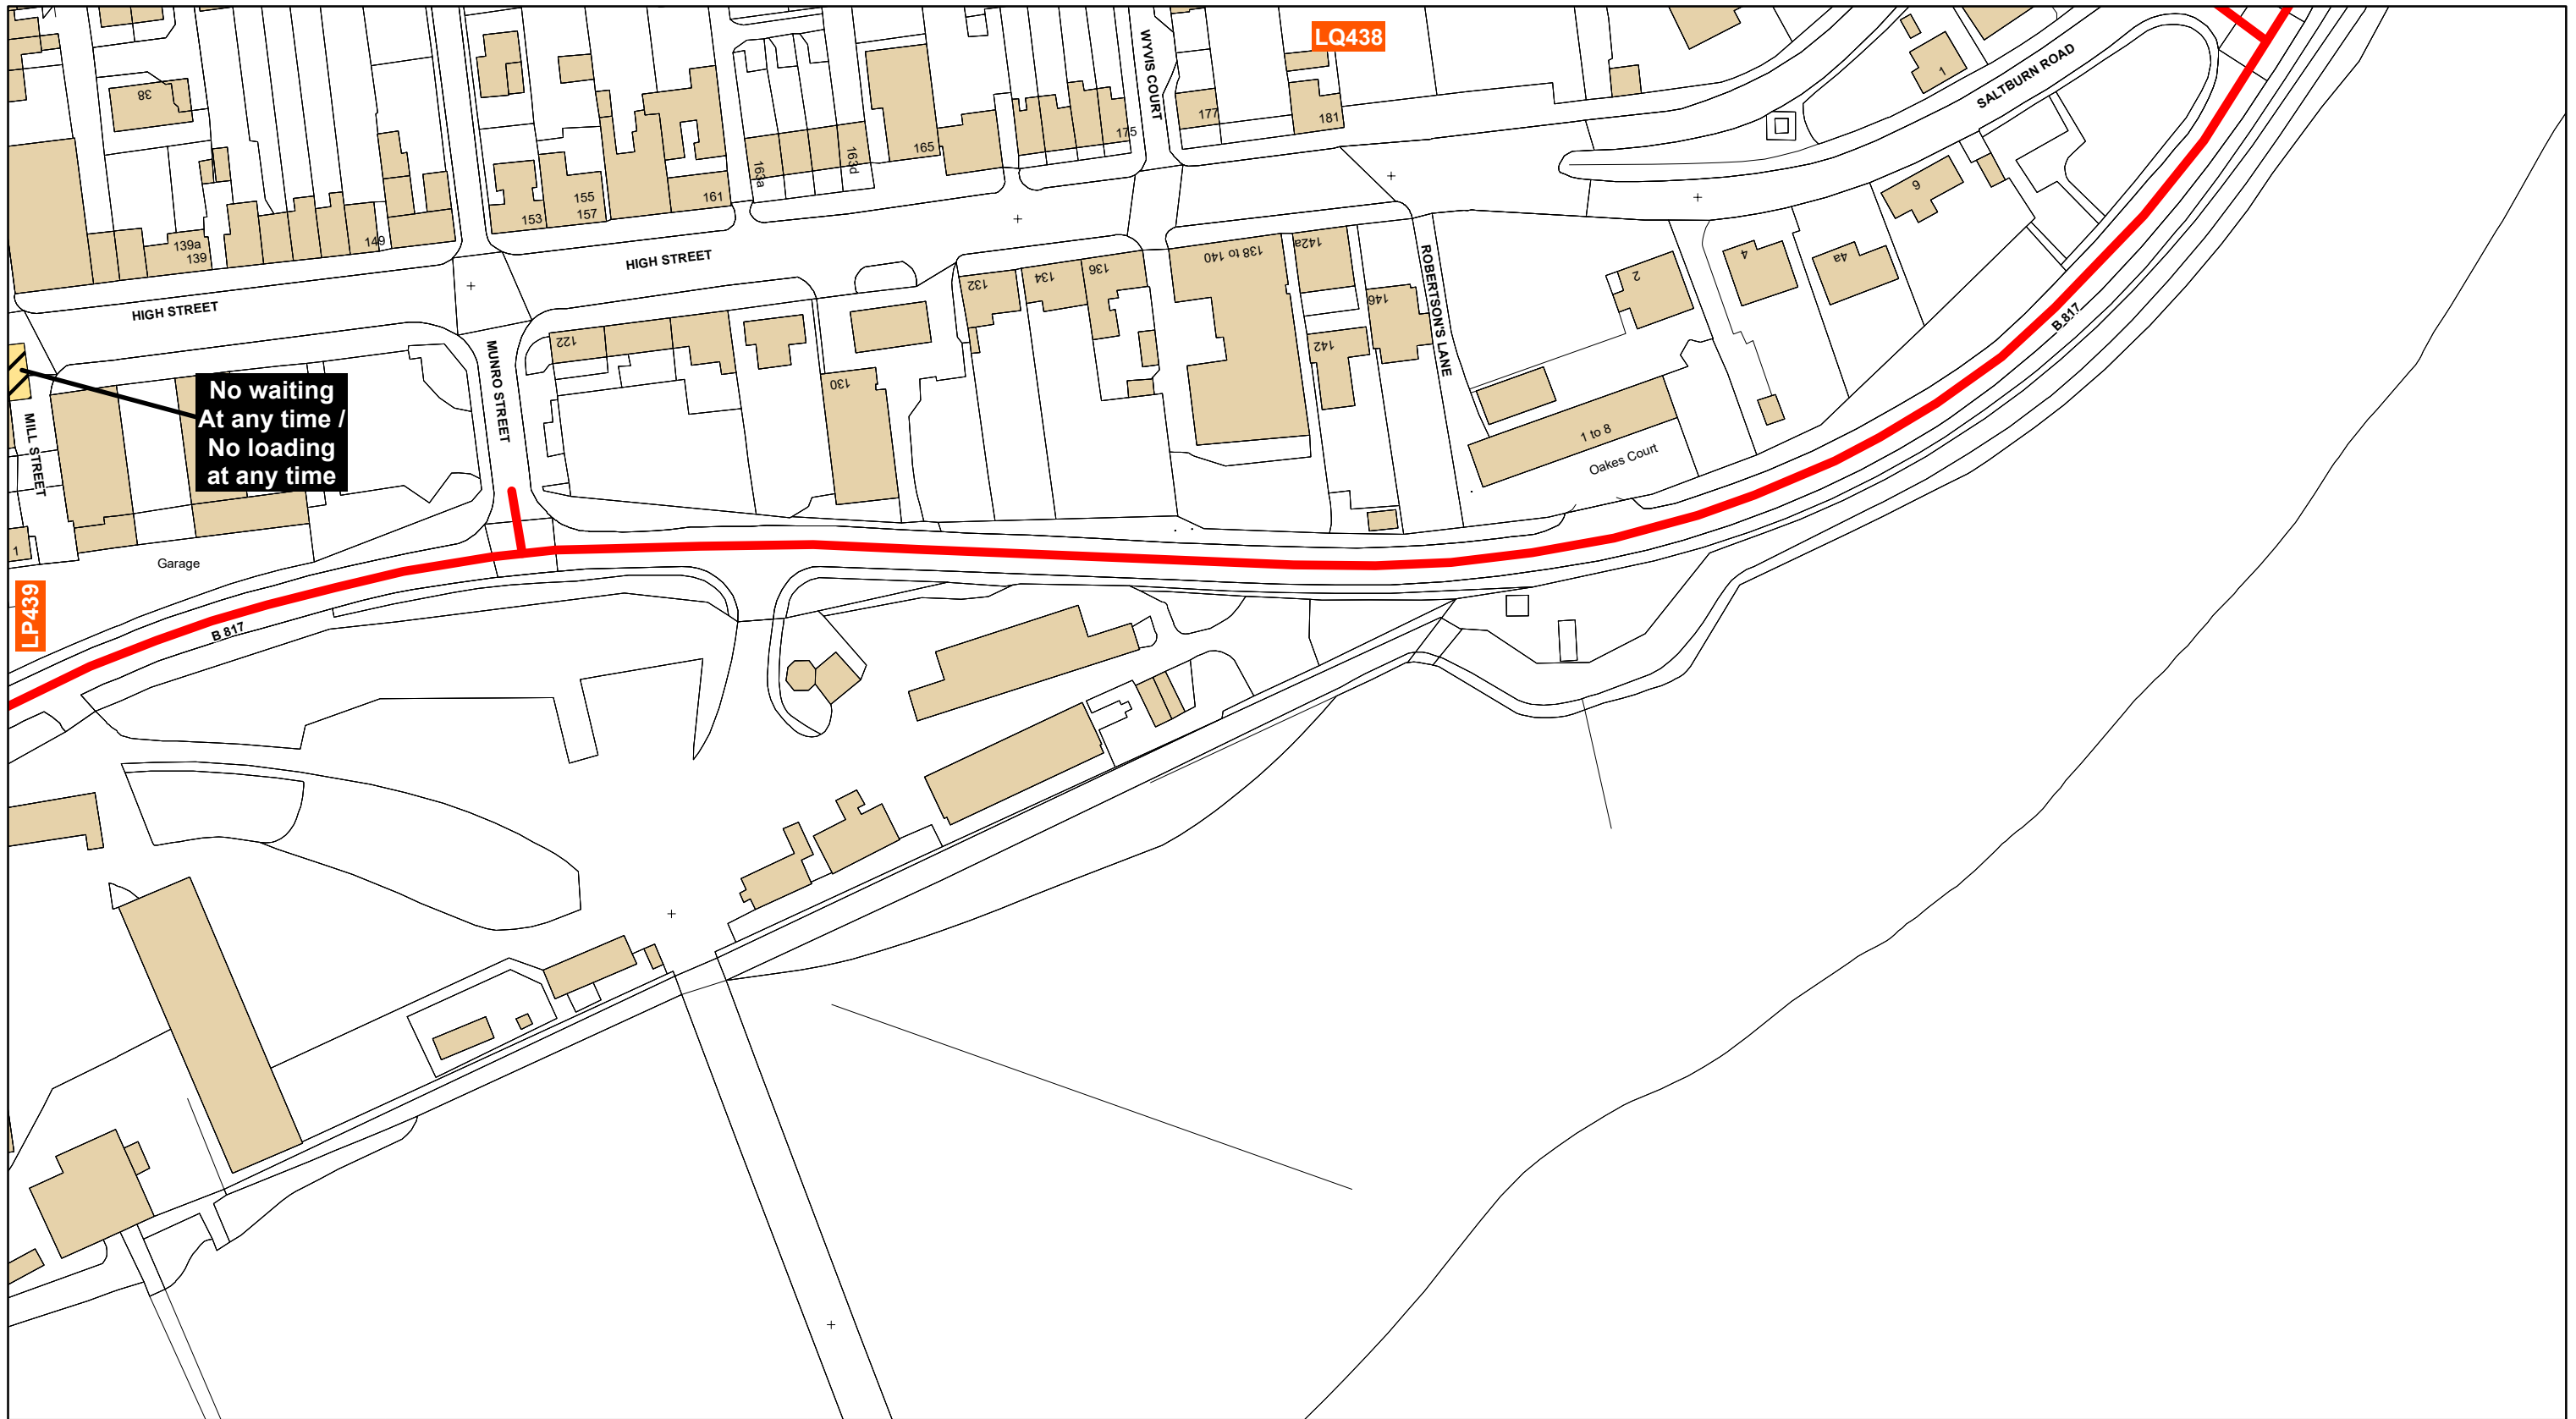 LQ438
WYVIS COURT
SALTBURN ROAD
1
38
177
181
175
165
163a
163d
161
155
157
153
149
139a
139
6
HIGH STREET
HIGH STREET
138 to 140
142a
ROBERTSON'S LANE
136
134
132
2
4
4a
146
142
B 817
122
130
MUNRO STREET
No waiting
At any time /
No loading
at any time
MILL STREET
1 to 8
Oakes Court
1
Garage
LP439
B 817